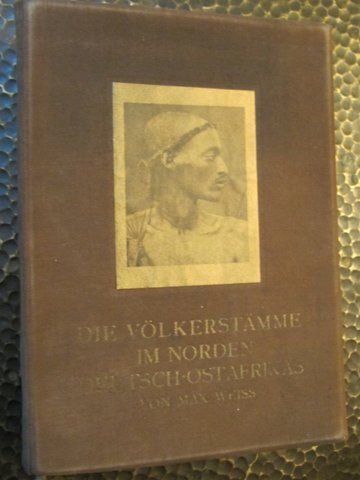 DIE VÖLKERSTÄMME
IM NORDEN
DEUTSCH-OSTAFRIKAS
VON MAX WEISS